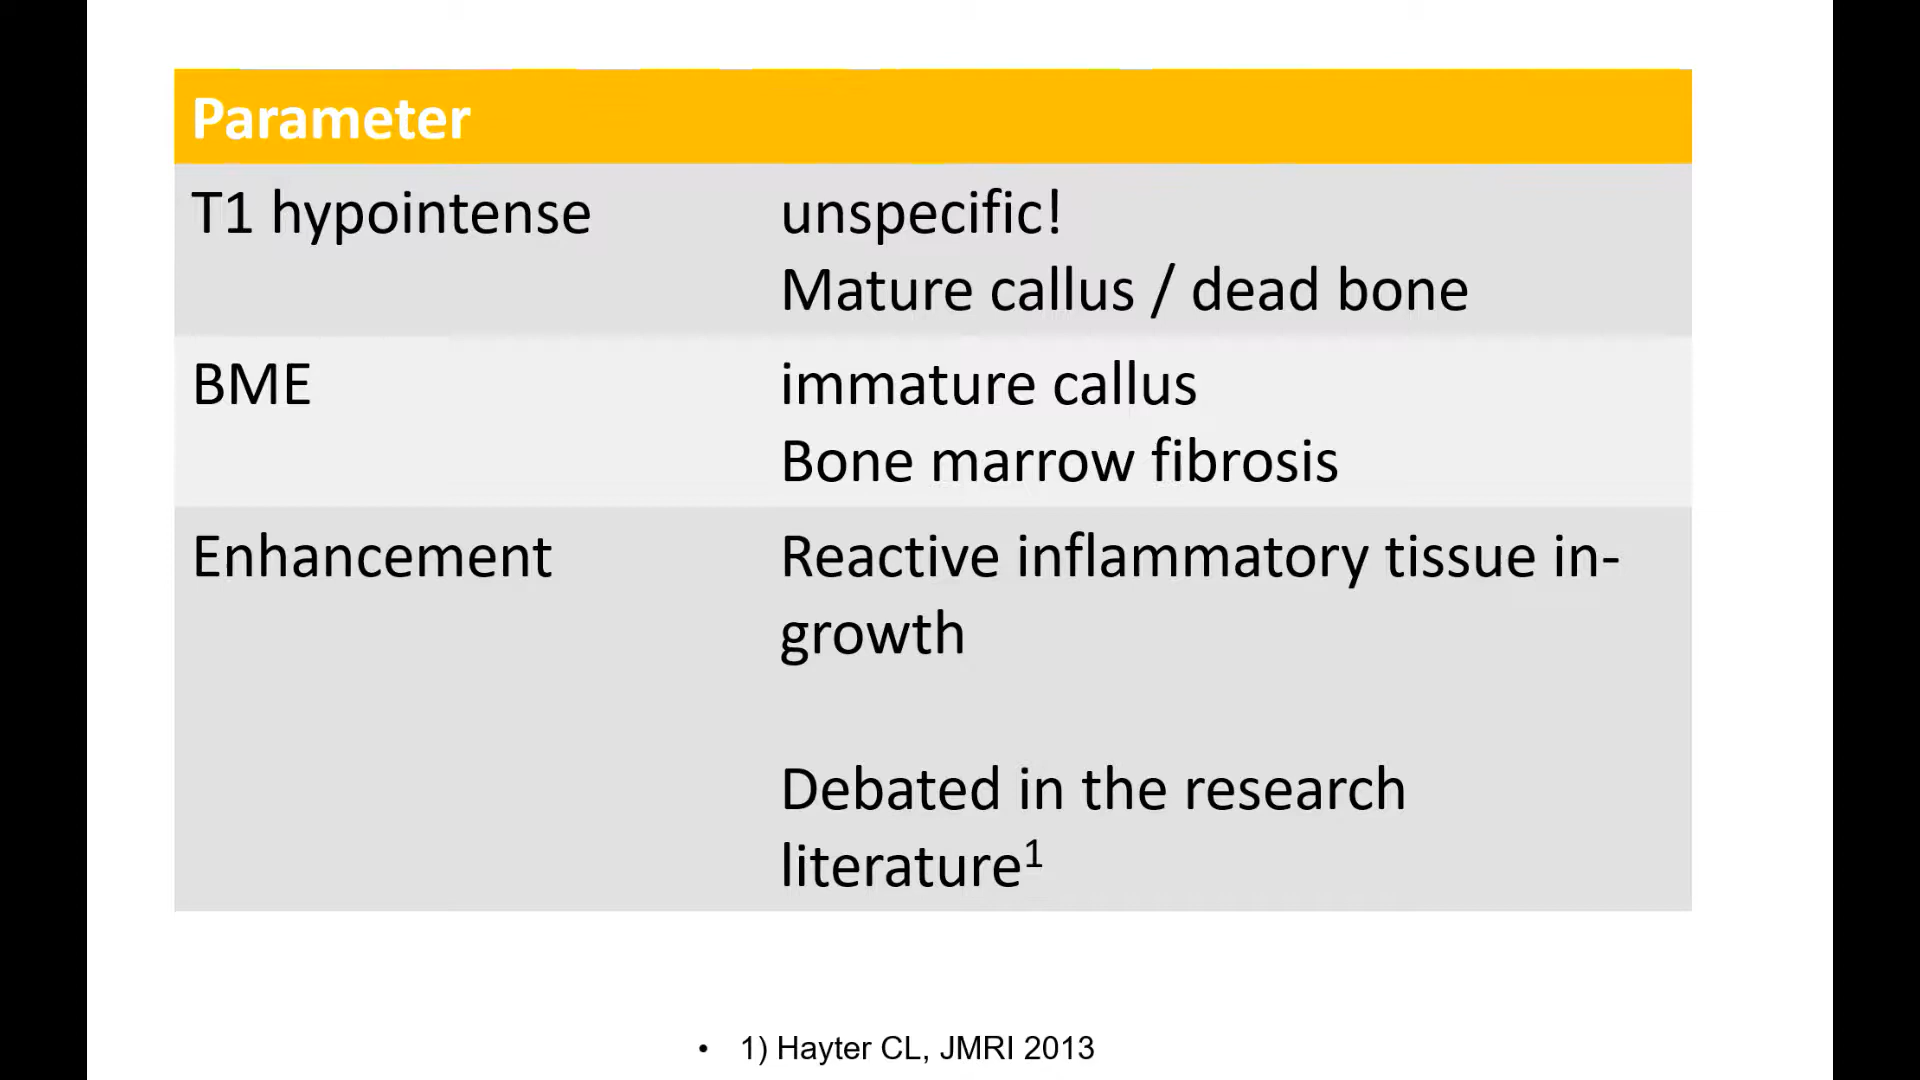 Parameter
T1 hypointense
unspecific!
Mature callus / dead bone
BME
immature callus
Bone marrow fibrosis
Enhancement
Reactive inflammatory tissue in-
growth
Debated in the research
literature¹
• 1) Hayter CL, JMRI 2013